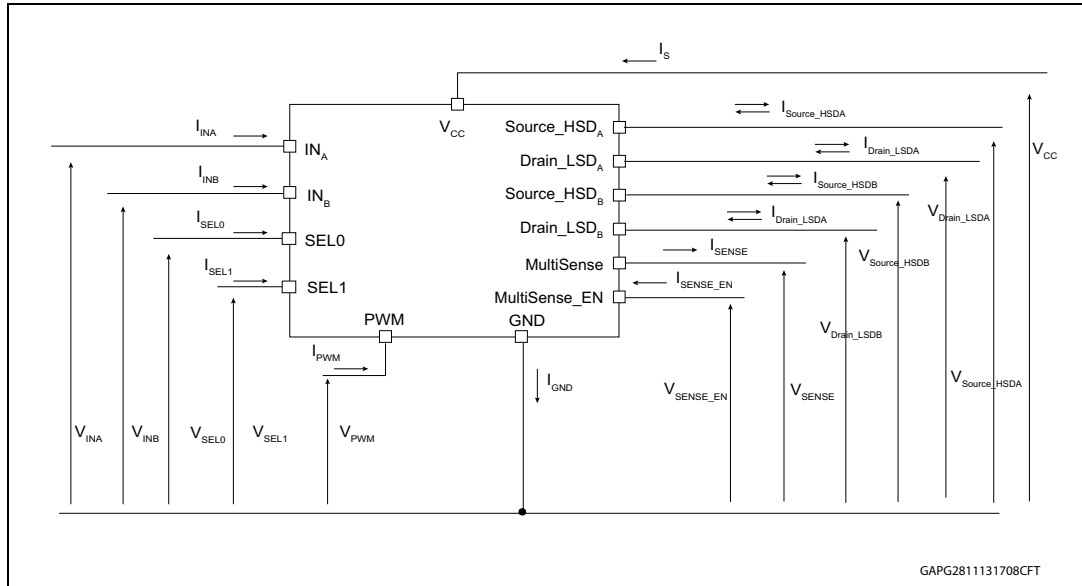 I_S
V_CC
I_INA
IN_A
Source_HSD_A
I_Source_HSDA
Drain_LSD_A
I_Drain_LSDA
V_CC
I_INB
IN_B
Source_HSD_B
I_Source_HSDB
V_Drain_LSDA
I_SEL0
SEL0
Drain_LSD_B
I_Drain_LSDA
MultiSense
I_SENSE
V_Source_HSDB
I_SEL1
SEL1
MultiSense_EN
I_SENSE_EN
PWM
GND
V_Drain_LSDB
I_PWM
I_GND
V_SENSE_EN
V_SENSE
V_Source_HSDA
V_INA
V_INB
V_SEL0
V_SEL1
V_PWM
GAPG2811131708CFT